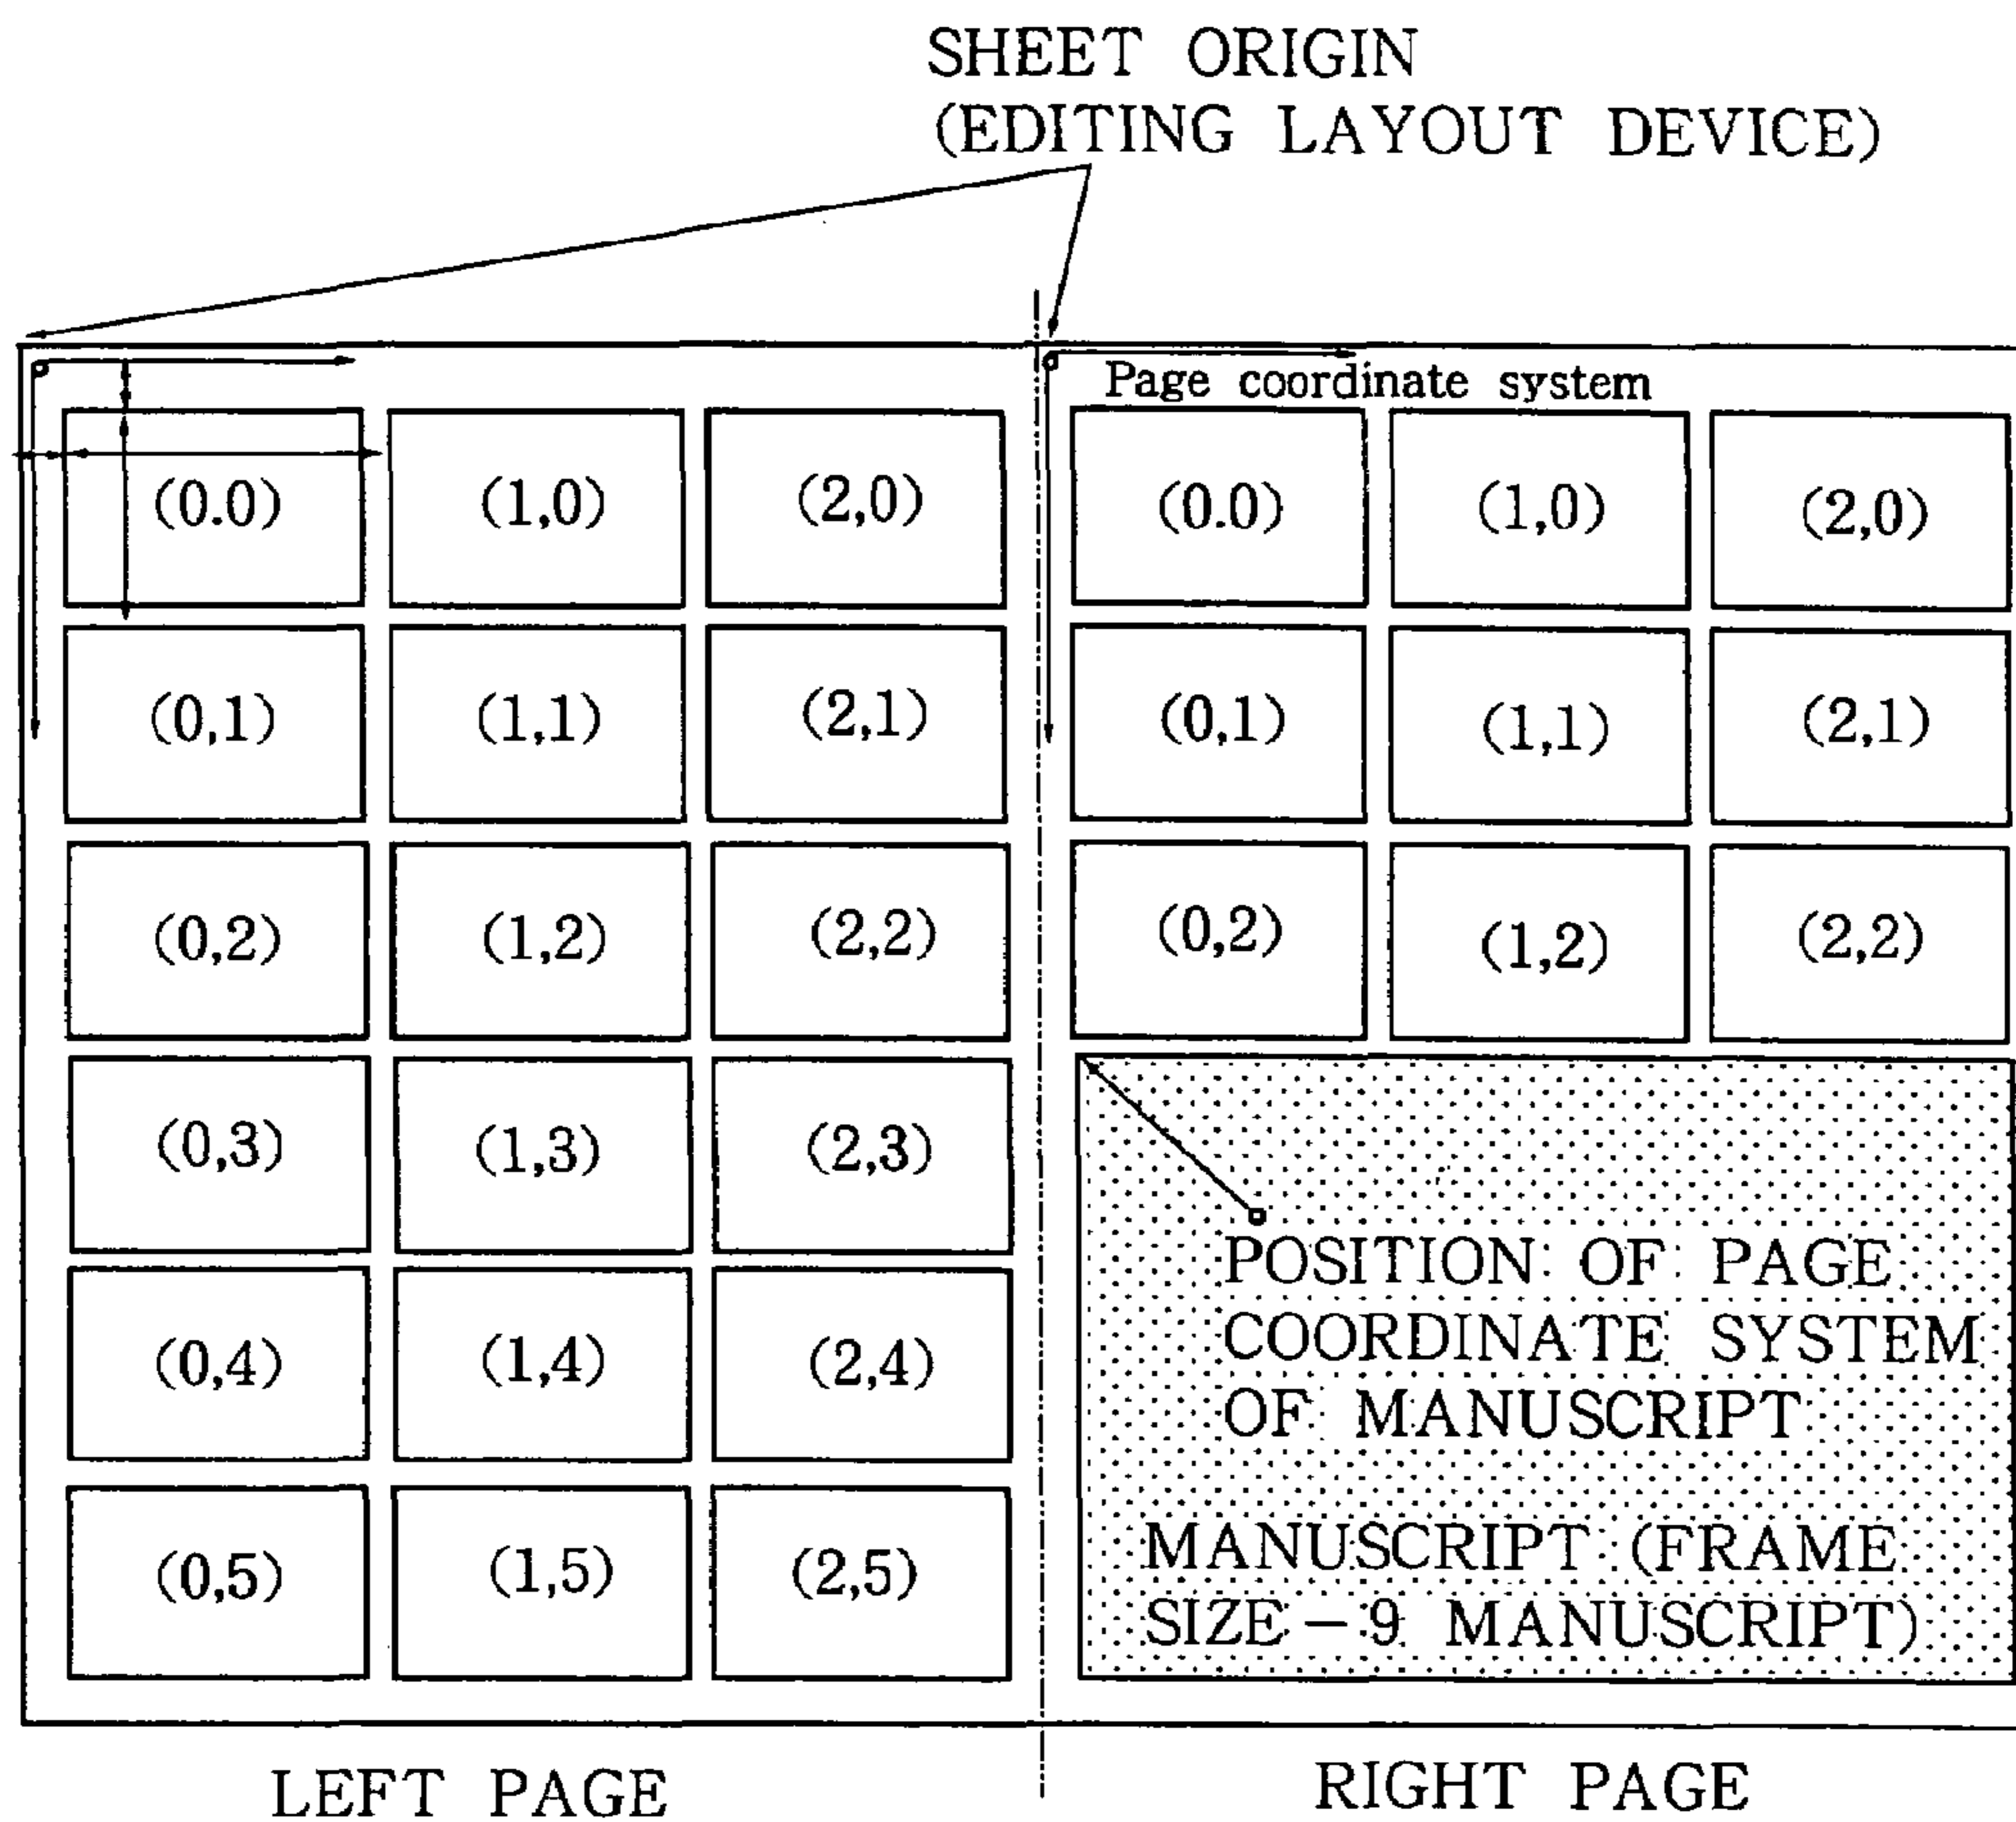 SHEET ORIGIN
(EDITING LAYOUT DEVICE)
Page coordinate system
(0.0) (1,0) (2,0) (0.0) (1,0) (2,0)
(0,1) (1,1) (2,1) (0,1) (1,1) (2,1)
(0,2) (1,2) (2,2) (0,2) (1,2) (2,2)
(0,3) (1,3) (2,3)
(0,4) (1,4) (2,4)
(0,5) (1,5) (2,5)
POSITION OF PAGE
COORDINATE SYSTEM
OF MANUSCRIPT
MANUSCRIPT (FRAME
SIZE-9 MANUSCRIPT)
LEFT PAGE
RIGHT PAGE